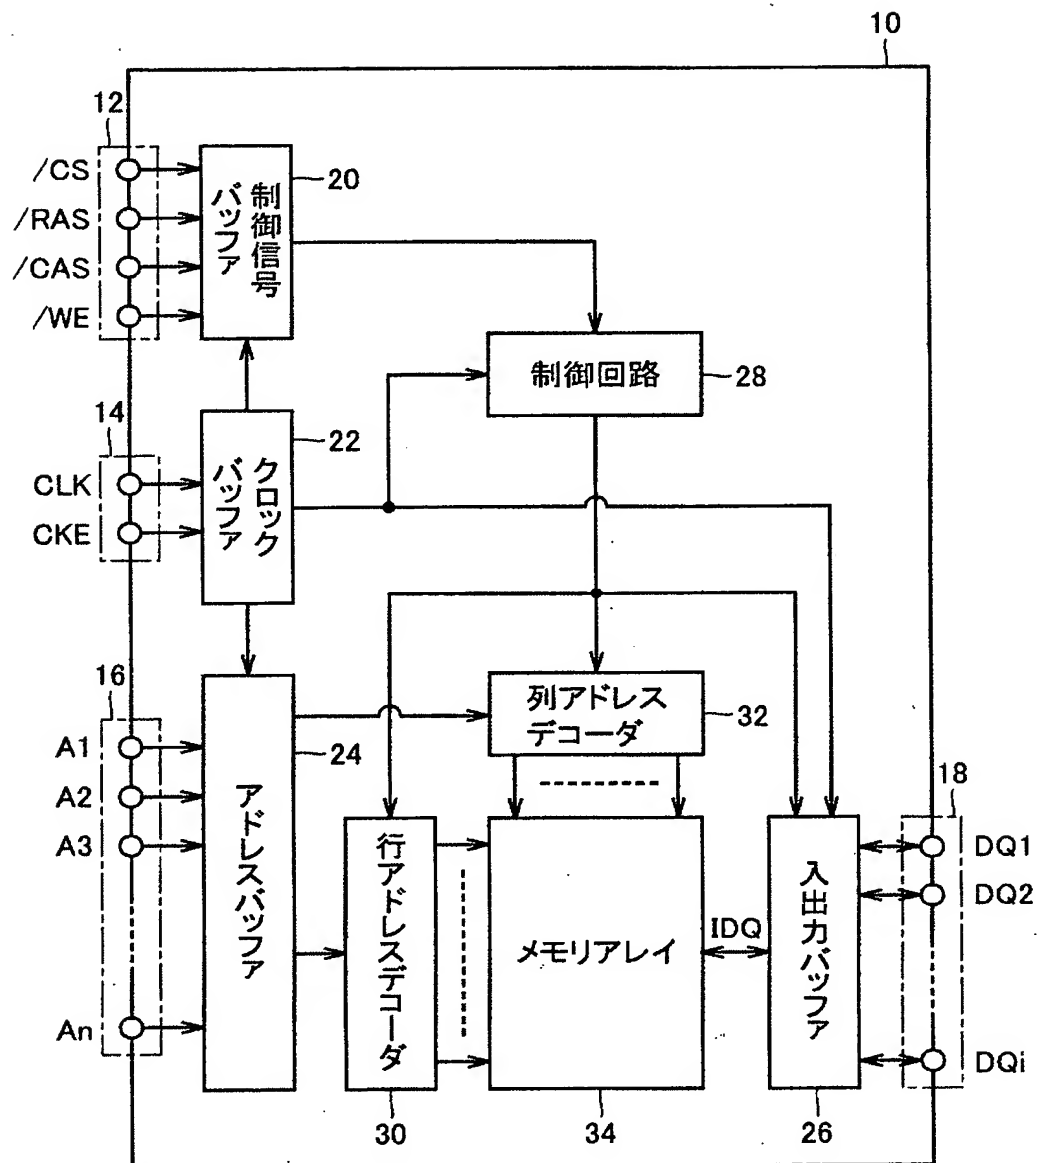 10
12
/CS
/RAS
/CAS
/WE
制御信号
バッファ
20
制御回路
28
14
CLK
CKE
クロック
バッファ
22
16
A1
A2
A3
An
アドレスバッファ
24
列アドレス
デコーダ
32
行アドレスデコーダ
30
メモリアレイ
34
IDQ
入出力バッファ
26
18
DQ1
DQ2
DQi